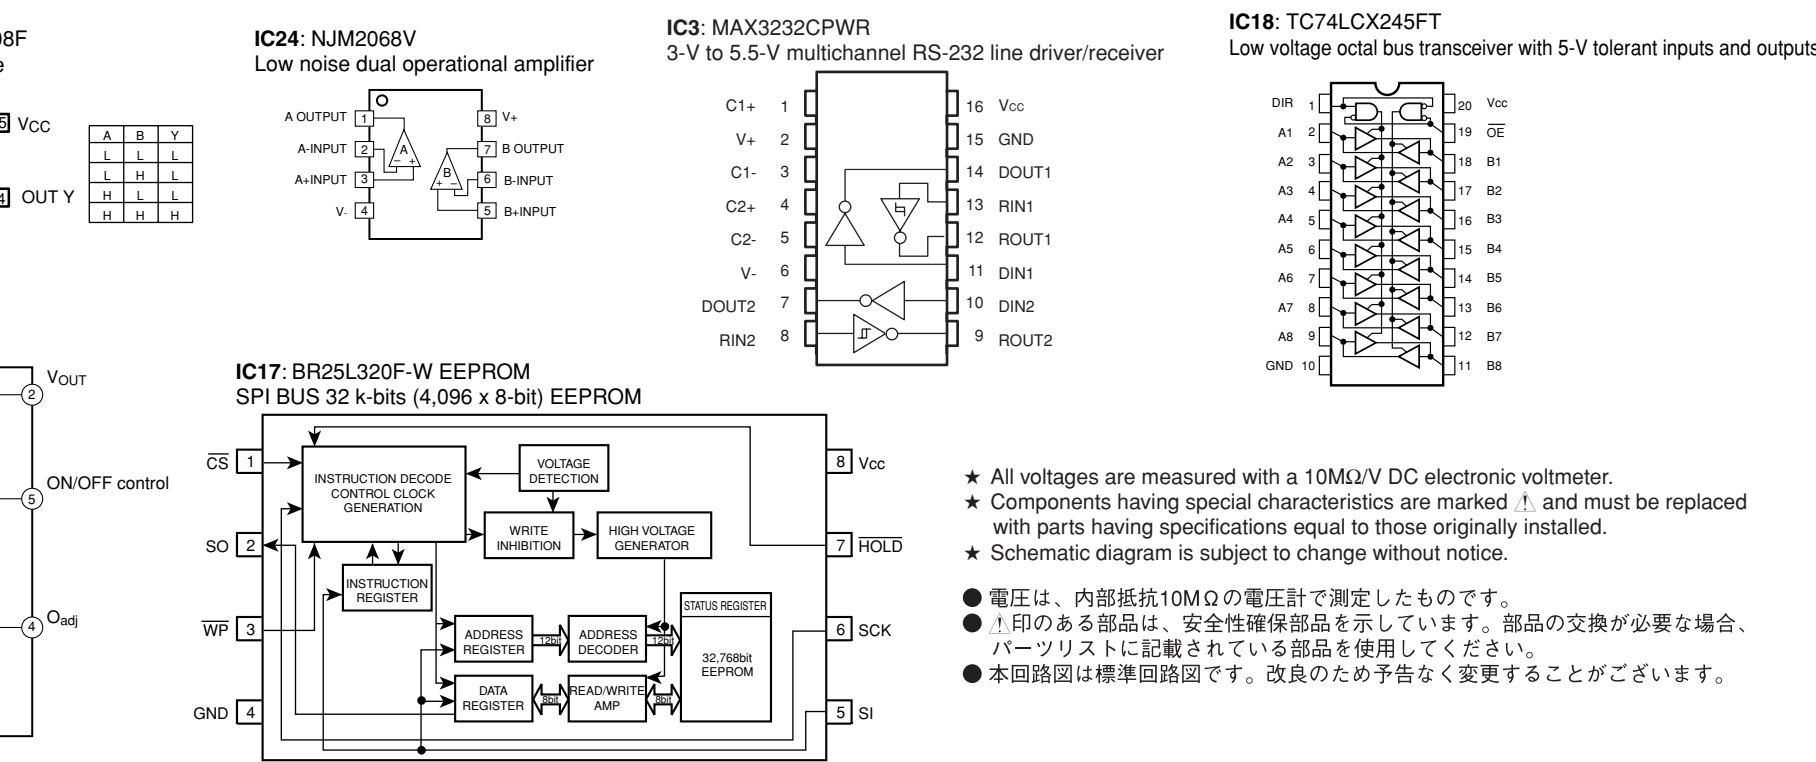 8F
e
5 VCC
4 OUT Y
A B Y
L L L
L H L
H L L
H H H
IC24: NJM2068V
Low noise dual operational amplifier
A OUTPUT 1
A-INPUT 2
A+INPUT 3
V- 4
8 V+
7 B OUTPUT
6 B-INPUT
5 B+INPUT
A
- +
B
+ -
IC3: MAX3232CPWR
3-V to 5.5-V multichannel RS-232 line driver/receiver
C1+ 1
V+ 2
C1- 3
C2+ 4
C2- 5
V- 6
DOUT2 7
RIN2 8
16 Vcc
15 GND
14 DOUT1
13 RIN1
12 ROUT1
11 DIN1
10 DIN2
9 ROUT2
IC18: TC74LCX245FT
Low voltage octal bus transceiver with 5-V tolerant inputs and outputs
DIR 1
A1 2
A2 3
A3 4
A4 5
A5 6
A6 7
A7 8
A8 9
GND 10
20 Vcc
19 OE
18 B1
17 B2
16 B3
15 B4
14 B5
13 B6
12 B7
11 B8
VOUT
2
ON/OFF control
5
Oadj
4
IC17: BR25L320F-W EEPROM
SPI BUS 32 k-bits (4,096 x 8-bit) EEPROM
CS 1
SO 2
WP 3
GND 4
8 Vcc
7 HOLD
6 SCK
5 SI
INSTRUCTION DECODE
CONTROL CLOCK
GENERATION
VOLTAGE
DETECTION
WRITE
INHIBITION
HIGH VOLTAGE
GENERATOR
INSTRUCTION
REGISTER
STATUS REGISTER
ADDRESS
REGISTER
12bit
ADDRESS
DECODER
12bit
32,768bit
EEPROM
DATA
REGISTER
8bit
READ/WRITE
AMP
8bit
★ All voltages are measured with a 10MΩ/V DC electronic voltmeter.
★ Components having special characteristics are marked ⚠ and must be replaced
with parts having specifications equal to those originally installed.
★ Schematic diagram is subject to change without notice.
● 電圧は、内部抵抗10MΩの電圧計で測定したものです。
● ⚠印のある部品は、安全性確保部品を示しています。部品の交換が必要な場合、
パーツリストに記載されている部品を使用してください。
● 本回路図は標準回路図です。改良のため予告なく変更することがございます。